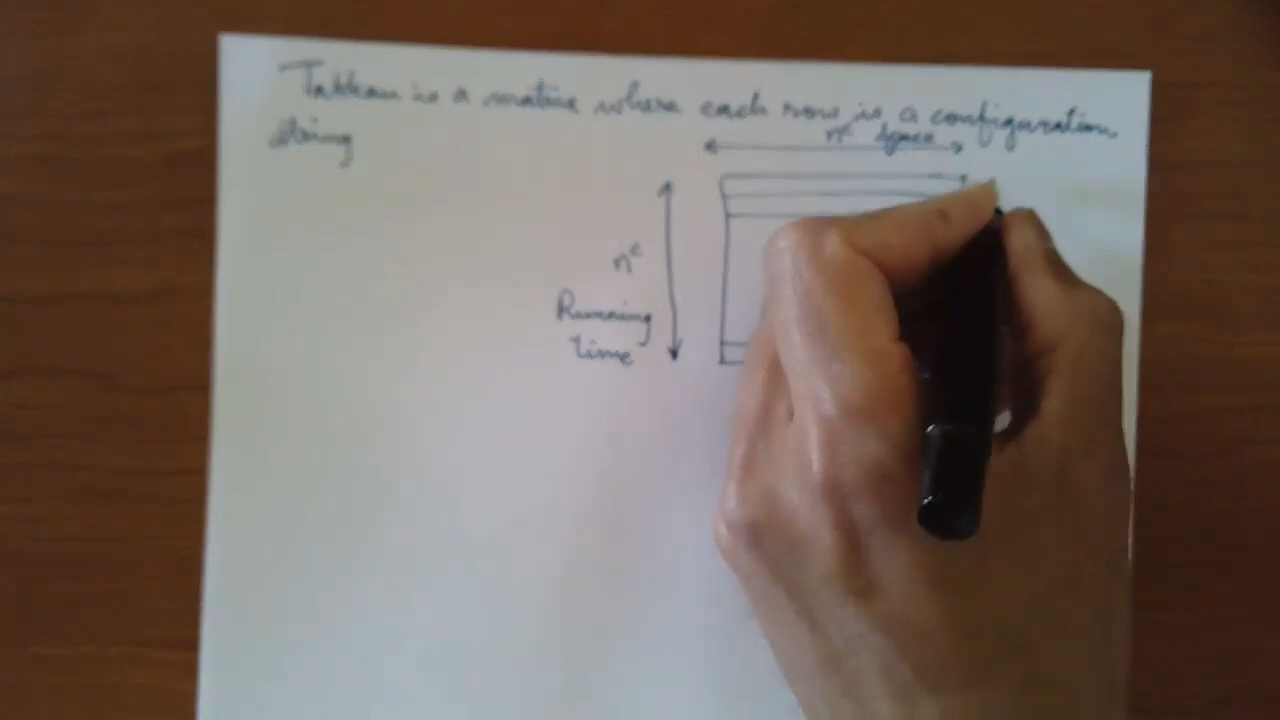 Tableau is a matrix where each row is a configuration
string
n^c space
n^c
Running
time